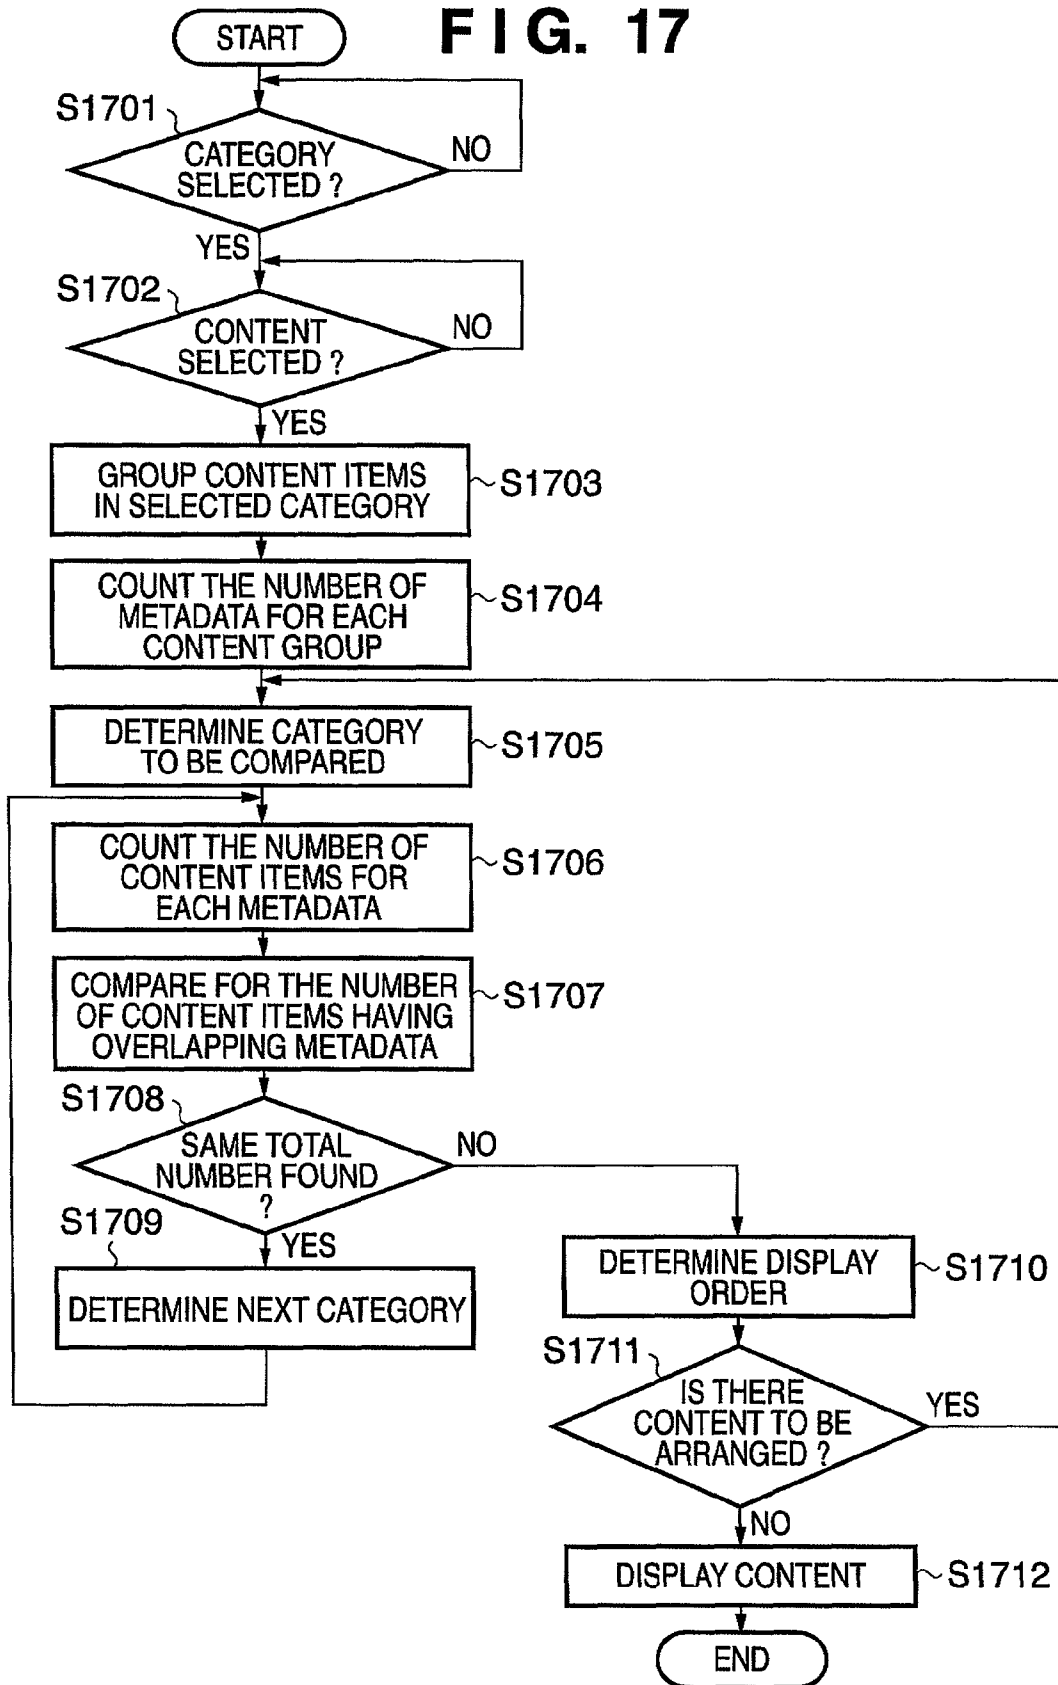 FIG. 17
START
S1701
CATEGORY
SELECTED ?
NO
YES
S1702
CONTENT
SELECTED ?
NO
YES
GROUP CONTENT ITEMS
IN SELECTED CATEGORY
S1703
COUNT THE NUMBER OF
METADATA FOR EACH
CONTENT GROUP
S1704
DETERMINE CATEGORY
TO BE COMPARED
S1705
COUNT THE NUMBER OF
CONTENT ITEMS FOR
EACH METADATA
S1706
COMPARE FOR THE NUMBER
OF CONTENT ITEMS HAVING
OVERLAPPING METADATA
S1707
S1708
SAME TOTAL
NUMBER FOUND
?
NO
YES
S1709
DETERMINE NEXT CATEGORY
DETERMINE DISPLAY
ORDER
S1710
S1711
IS THERE
CONTENT TO BE
ARRANGED ?
YES
NO
DISPLAY CONTENT
S1712
END